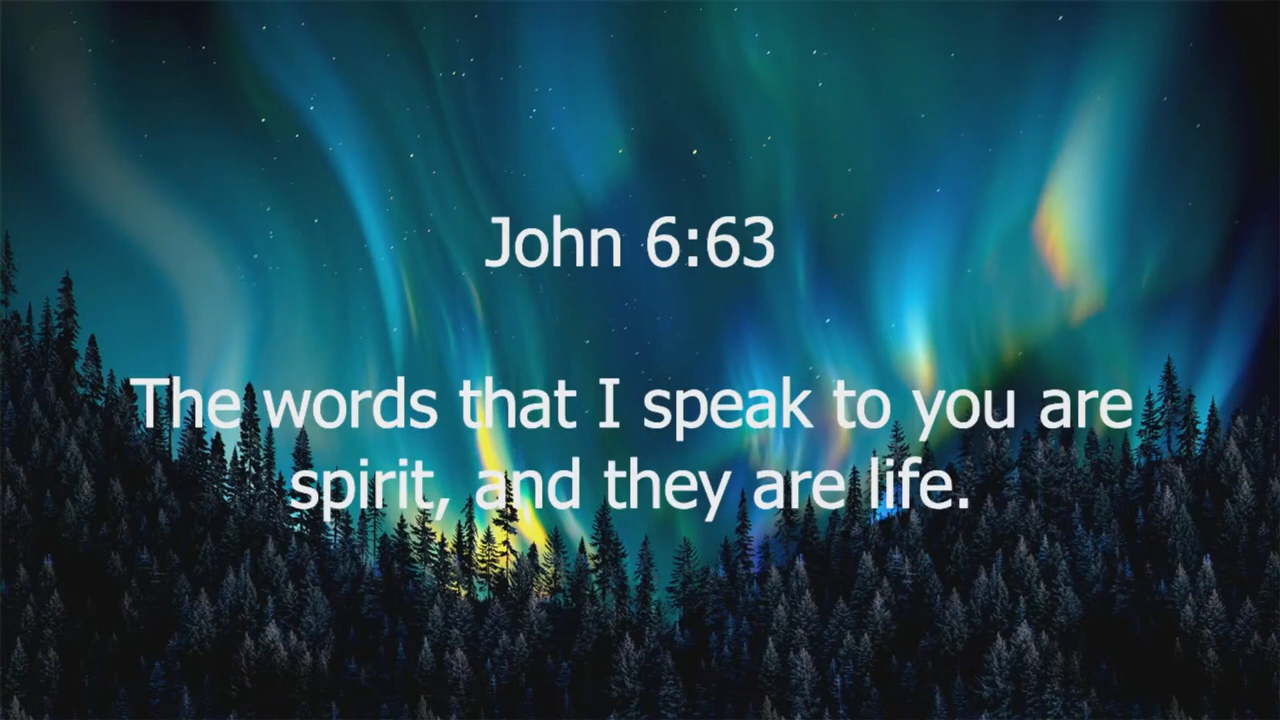 John 6:63
The words that I speak to you are
spirit, and they are life.